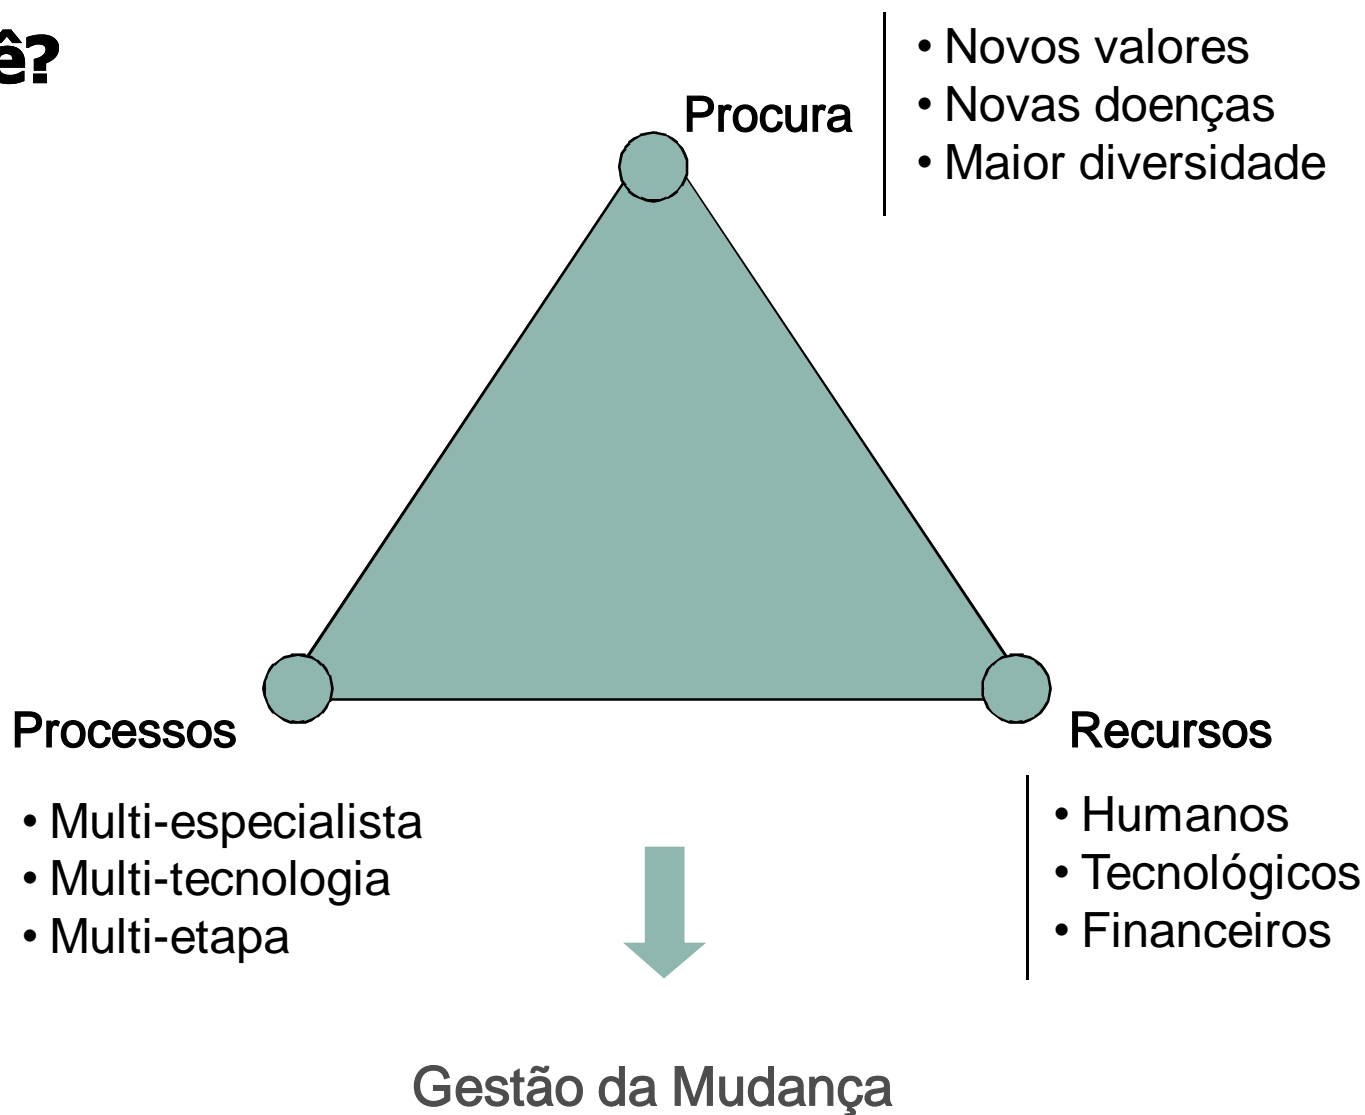 ê?
Procura
• Novos valores
• Novas doenças
• Maior diversidade
Processos
• Multi-especialista
• Multi-tecnologia
• Multi-etapa
Recursos
• Humanos
• Tecnológicos
• Financeiros
Gestão da Mudança